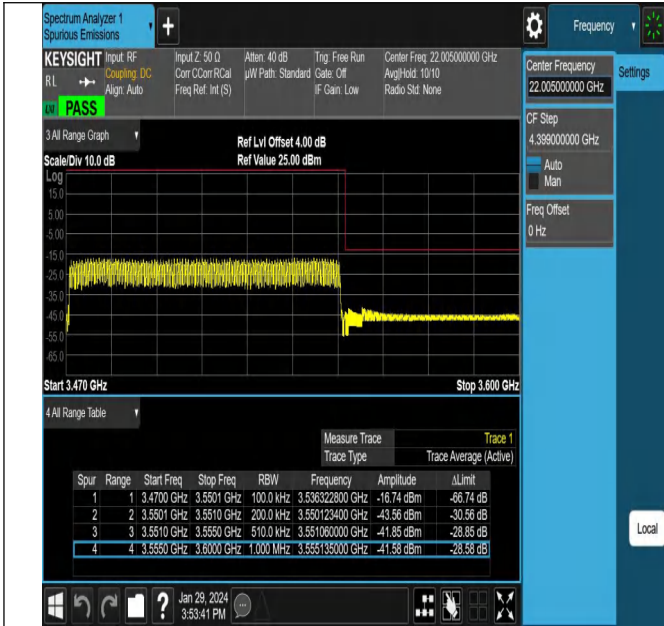 Spectrum Analyzer 1
Spurious Emissions
Frequency
KEYSIGHT Input: RF Input Z: 50 Ω Atten: 40 dB Trig: Free Run Center Freq: 22.005000000 GHz
RL Coupling: DC Corr CCorr RCal µW Path: Standard Gate: Off Avg|Hold: 10/10
Align: Auto Freq Ref: Int (S) IF Gain: Low Radio Std: None
PASS
Center Frequency
22.005000000 GHz
Settings
CF Step
4.399000000 GHz
Auto
Man
Freq Offset
0 Hz
3 All Range Graph
Ref Lvl Offset 4.00 dB
Scale/Div 10.0 dB Ref Value 25.00 dBm
Log
15.0
5.00
-5.00
-15.0
-25.0
-35.0
-45.0
-55.0
-65.0
Start 3.470 GHz Stop 3.600 GHz
4 All Range Table
Measure Trace Trace 1
Trace Type Trace Average (Active)
Spur Range Start Freq Stop Freq RBW Frequency Amplitude ΔLimit
1 1 3.4700 GHz 3.5501 GHz 100.0 kHz 3.536322800 GHz -16.74 dBm -66.74 dB
2 2 3.5501 GHz 3.5510 GHz 200.0 kHz 3.550123400 GHz -43.56 dBm -30.56 dB
3 3 3.5510 GHz 3.5550 GHz 510.0 kHz 3.551060000 GHz -41.85 dBm -28.85 dB
4 4 3.5550 GHz 3.6000 GHz 1.000 MHz 3.555135000 GHz -41.58 dBm -28.58 dB
Local
Jan 29, 2024
3:53:41 PM